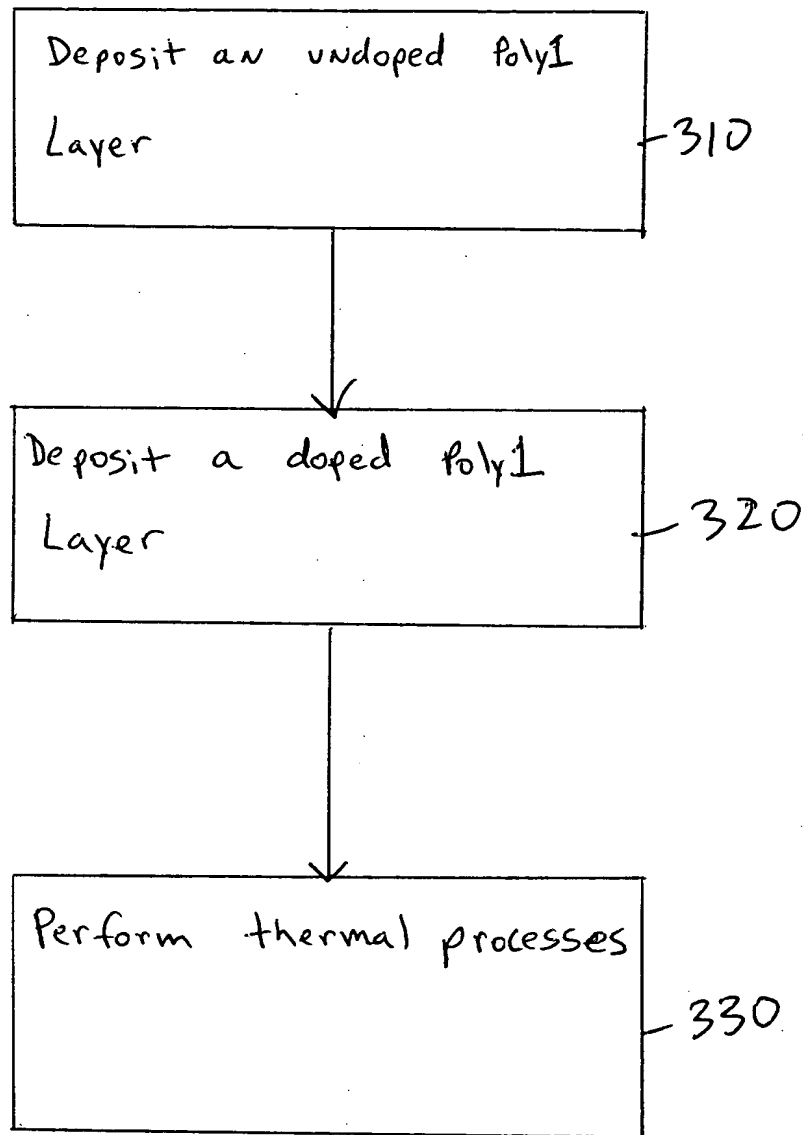 Deposit an undoped Poly1
Layer
310
Deposit a doped Poly1
Layer
320
Perform thermal processes
330